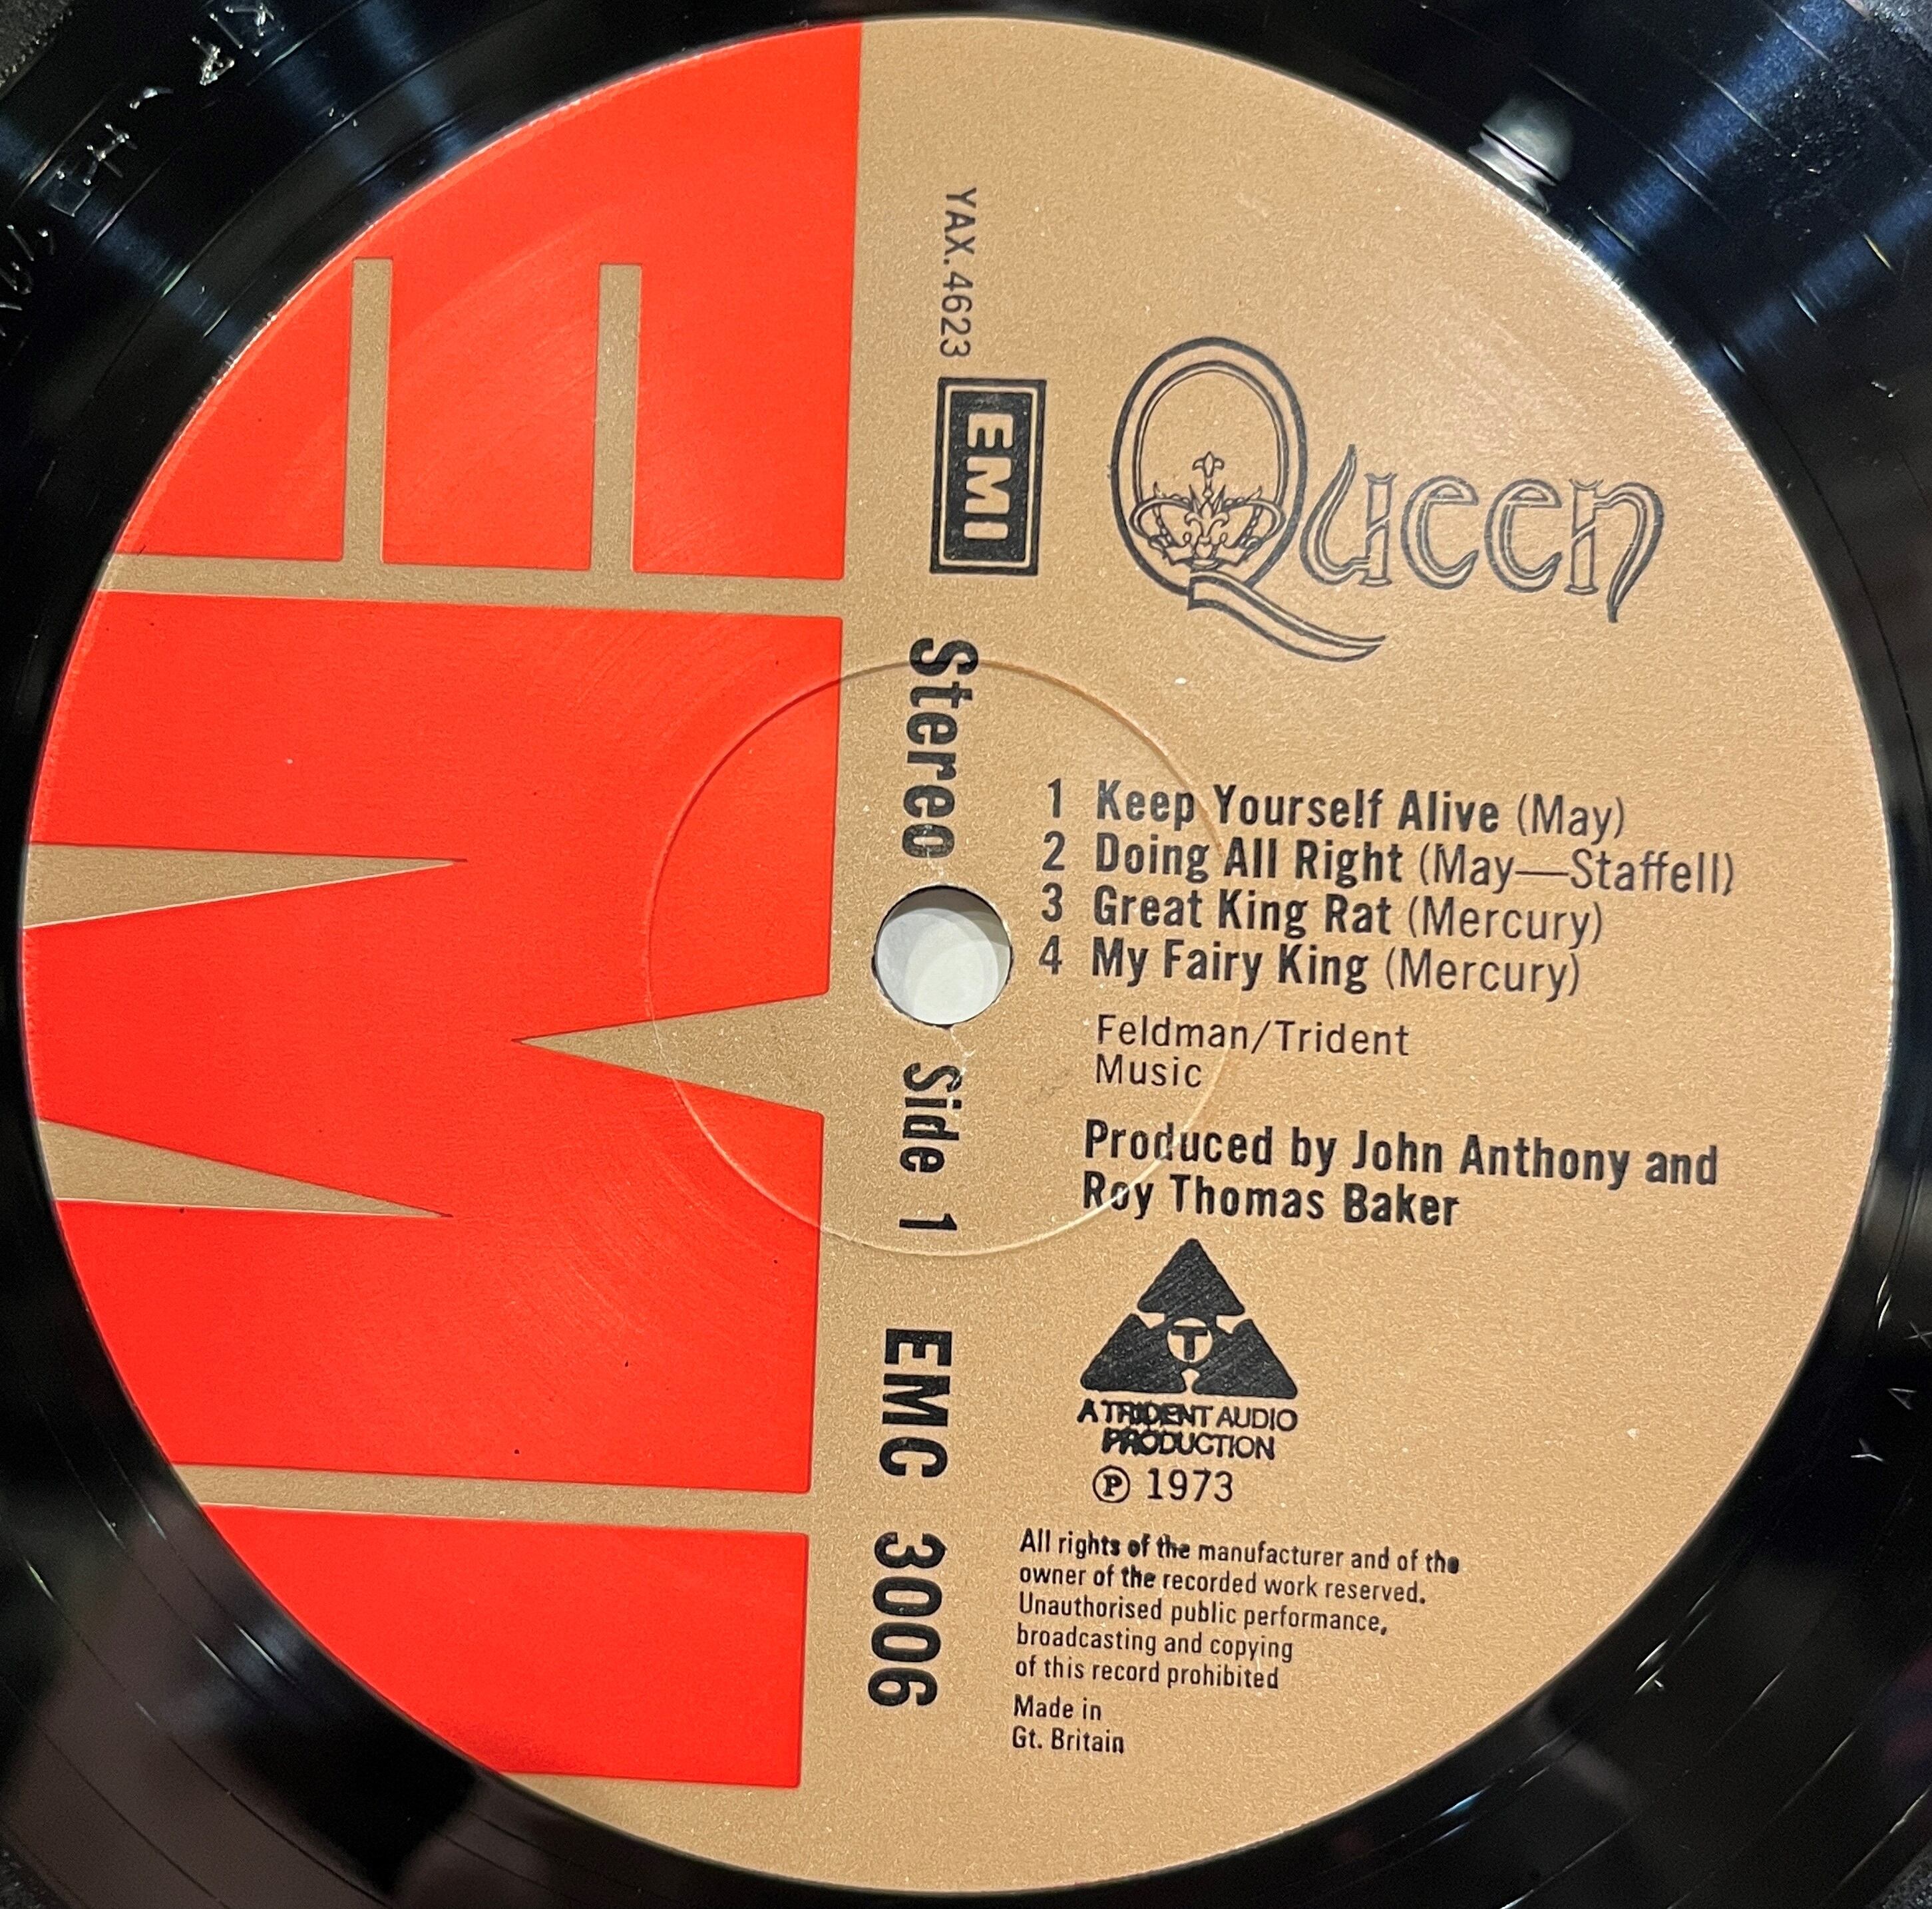 YAX.4623
EMI
Stereo
Side 1
EMC 3006
Queen
1 Keep Yourself Alive (May)
2 Doing All Right (May—Staffell)
3 Great King Rat (Mercury)
4 My Fairy King (Mercury)
Feldman/Trident
Music
Produced by John Anthony and
Roy Thomas Baker
T
A TRIDENT AUDIO
PRODUCTION
Ⓟ 1973
All rights of the manufacturer and of the
owner of the recorded work reserved.
Unauthorised public performance,
broadcasting and copying
of this record prohibited
Made in
Gt. Britain
EMI